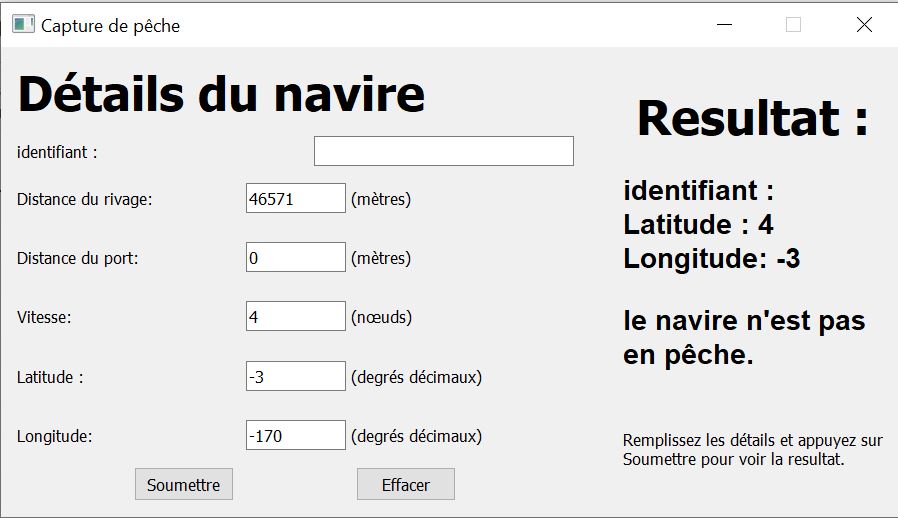 Capture de pêche
Détails du navire
identifiant :
Distance du rivage: 46571 (mètres)
Distance du port: 0 (mètres)
Vitesse: 4 (nœuds)
Latitude : -3 (degrés décimaux)
Longitude: -170 (degrés décimaux)
Soumettre Effacer
Resultat :
identifiant :
Latitude : 4
Longitude: -3
le navire n'est pas
en pêche.
Remplissez les détails et appuyez sur
Soumettre pour voir la resultat.